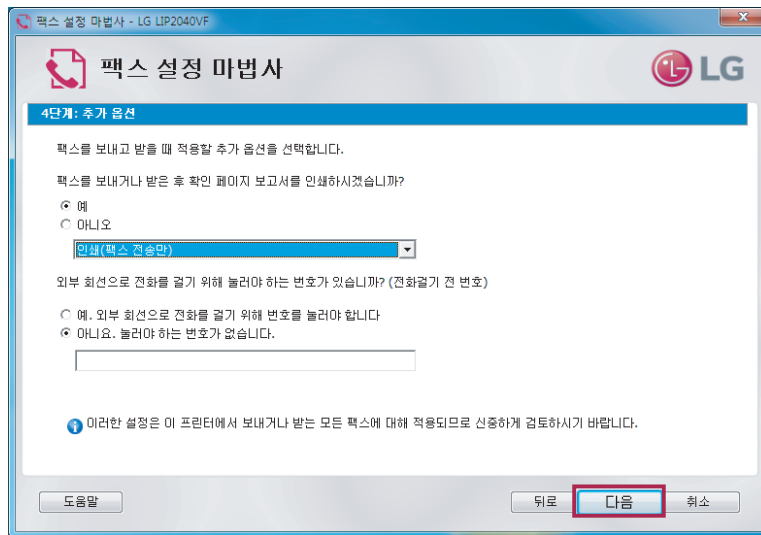 팩스 설정 마법사 - LG LIP2040VF
팩스 설정 마법사
LG
4단계: 추가 옵션
팩스를 보내고 받을 때 적용할 추가 옵션을 선택합니다.
팩스를 보내거나 받은 후 확인 페이지 보고서를 인쇄하시겠습니까?
예
아니오
인쇄(팩스 전송만)
외부 회선으로 전화를 걸기 위해 눌러야 하는 번호가 있습니까? (전화걸기 전 번호)
예. 외부 회선으로 전화를 걸기 위해 번호를 눌러야 합니다
아니요. 눌러야 하는 번호가 없습니다.
이러한 설정은 이 프린터에서 보내거나 받는 모든 팩스에 대해 적용되므로 신중하게 검토하시기 바랍니다.
도움말 뒤로 다음 취소